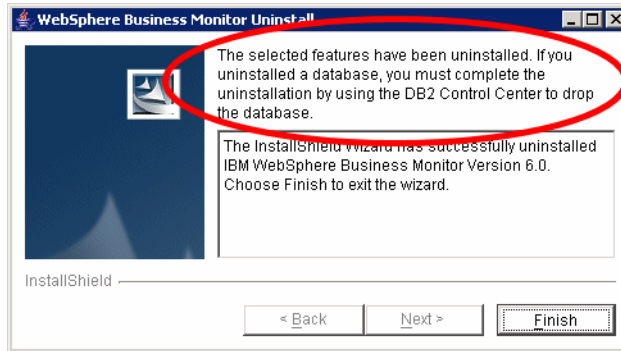 WebSphere Business Monitor Uninstall
The selected features have been uninstalled. If you
uninstalled a database, you must complete the
uninstallation by using the DB2 Control Center to drop
the database.
The InstallShield Wizard has successfully uninstalled
IBM WebSphere Business Monitor Version 6.0.
Choose Finish to exit the wizard.
InstallShield
< Back
Next >
Finish